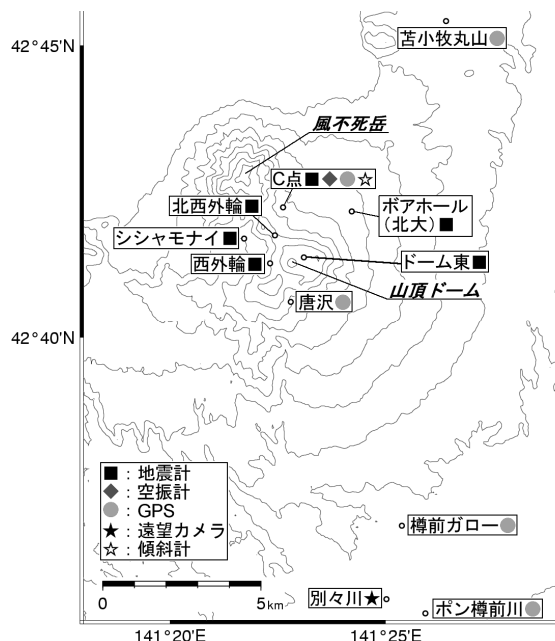 42°45'N
苫小牧丸山
風不死岳
C点
北西外輪
ボアホール
(北大)
シシャモナイ
西外輪
ドーム東
山頂ドーム
唐沢
42°40'N
：地震計
：空振計
：GPS
：遠望カメラ
：傾斜計
樽前ガロー
0 5km
別々川
ポン樽前川
141°20'E 141°25'E